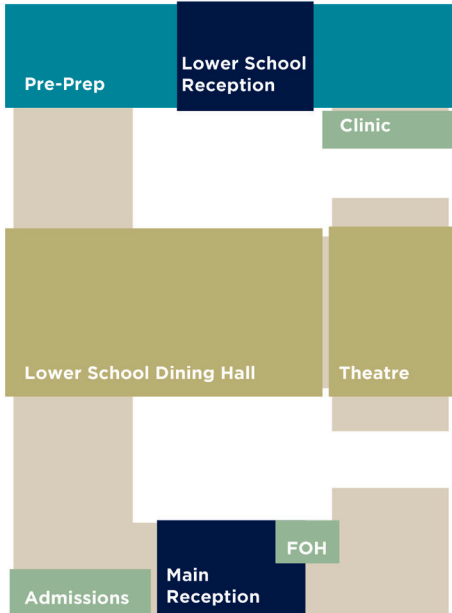 Lower School
Reception
Pre-Prep
Clinic
Lower School Dining Hall
Theatre
FOH
Main
Reception
Admissions